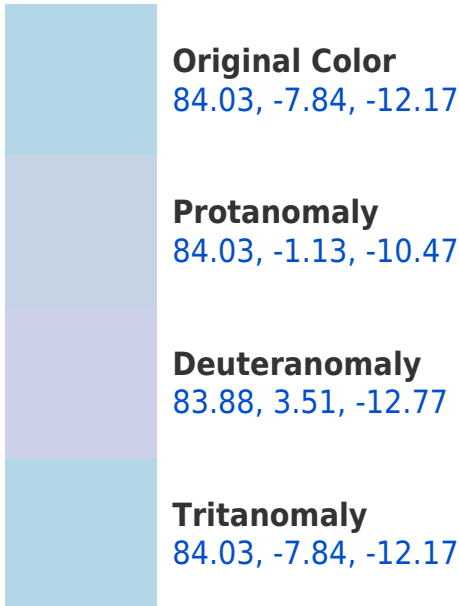 Original Color
84.03, -7.84, -12.17
Protanomaly
84.03, -1.13, -10.47
Deuteranomaly
83.88, 3.51, -12.77
Tritanomaly
84.03, -7.84, -12.17